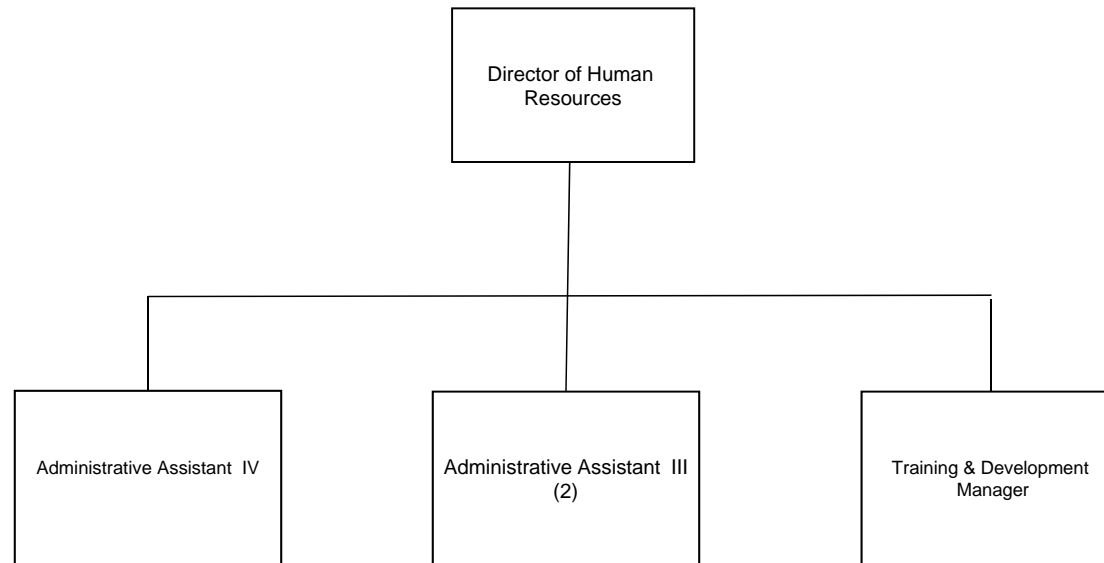 Director of Human
Resources
Administrative Assistant IV
Administrative Assistant III
(2)
Training & Development
Manager